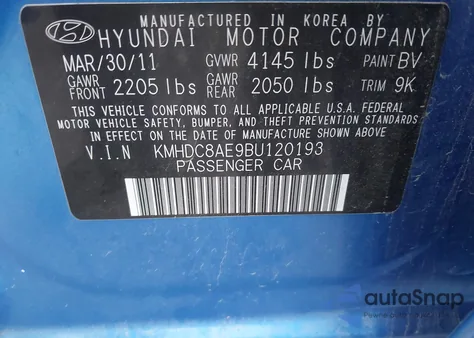 MANUFACTURED IN KOREA BY
HYUNDAI MOTOR COMPANY
MAR/30/11 GVWR 4145 lbs PAINT BV
GAWR FRONT 2205 lbs GAWR REAR 2050 lbs TRIM 9K
THIS VEHICLE CONFORMS TO ALL APPLICABLE U.S.A. FEDERAL
MOTOR VEHICLE SAFETY, BUMPER, AND THEFT PREVENTION STANDARDS
IN EFFECT ON THE DATE OF MANUFACTURE SHOWN ABOVE.
V.I.N KMHDC8AE9BU120193
PASSENGER CAR
autoSnap